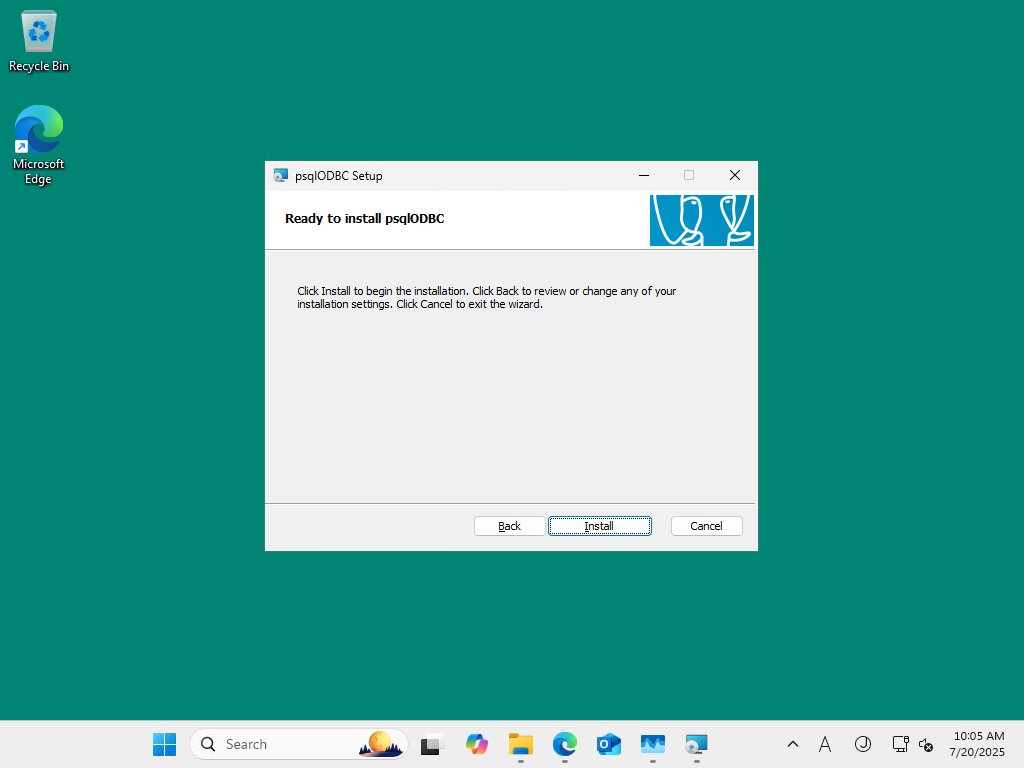 Recycle Bin
Microsoft
Edge
psqlODBC Setup
Ready to install psqlODBC
Click Install to begin the installation. Click Back to review or change any of your
installation settings. Click Cancel to exit the wizard.
Back
Install
Cancel
Search
10:05 AM
7/20/2025